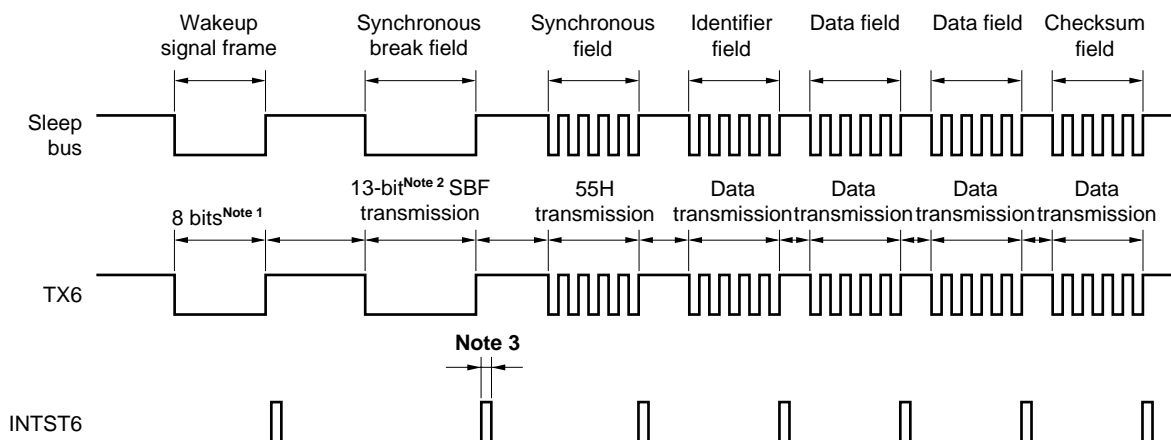 Wakeup
signal frame
Synchronous
break field
Synchronous
field
Identifier
field
Data field
Data field
Checksum
field
Sleep
bus
8 bitsNote 1
13-bitNote 2 SBF
transmission
55H
transmission
Data
transmission
Data
transmission
Data
transmission
Data
transmission
TX6
Note 3
INTST6